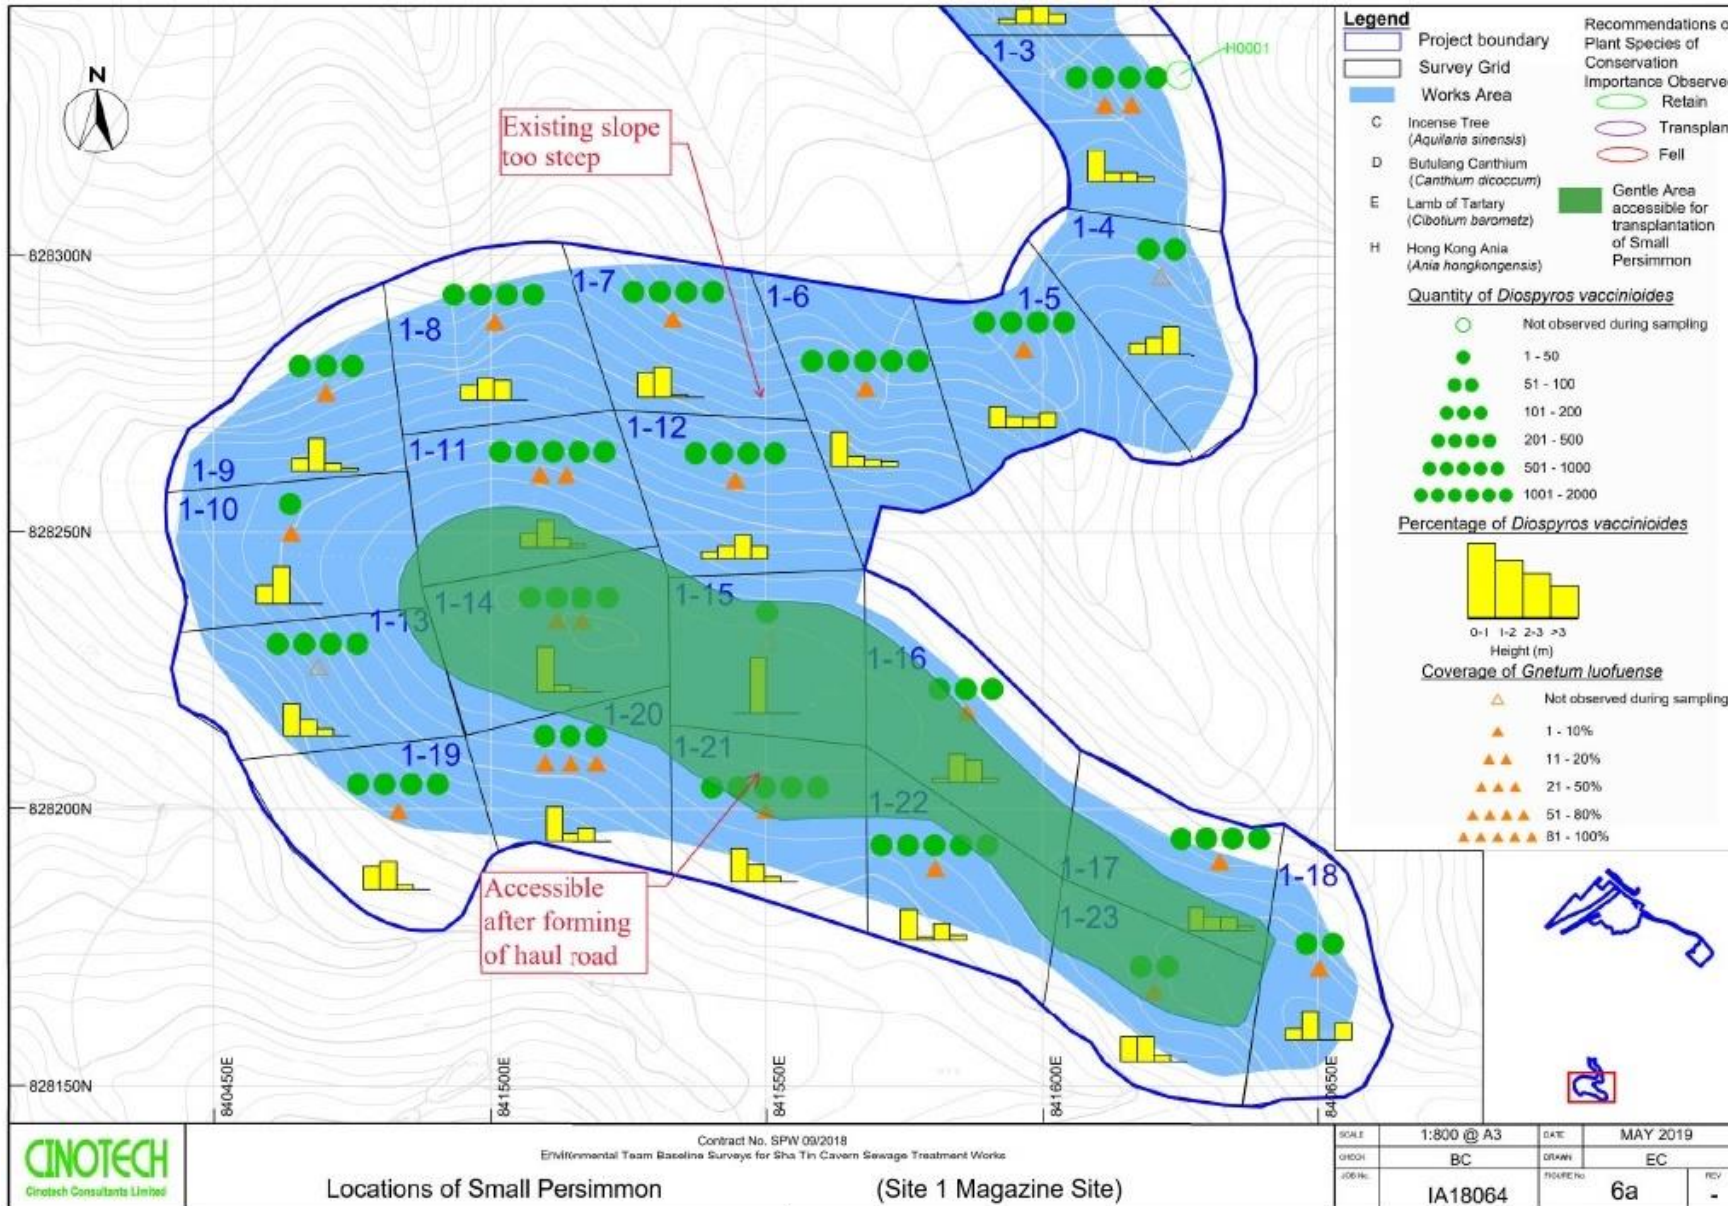 N
Existing slope
too steep
H0001
1-3
1-4
1-5
1-6
1-7
1-8
1-9
1-10
1-11
1-12
1-13
1-14
1-15
1-16
1-17
1-18
1-19
1-20
1-21
1-22
1-23
Accessible
after forming
of haul road
828300N
828250N
828200N
828150N
840450E
841500E
841550E
841600E
840650E
Legend
Project boundary
Survey Grid
Works Area
C Incense Tree
(Aquilaria sinensis)
D Butulang Canthium
(Canthium dicoccum)
E Lamb of Tartary
(Cibotium barometz)
H Hong Kong Ania
(Ania hongkongensis)
Recommendations o
Plant Species of
Conservation
Importance Observe
Retain
Transplan
Fell
Gentle Area
accessible for
transplantation
of Small
Persimmon
Quantity of Diospyros vaccinioides
Not observed during sampling
1 - 50
51 - 100
101 - 200
201 - 500
501 - 1000
1001 - 2000
Percentage of Diospyros vaccinioides
0-1 1-2 2-3 >3
Height (m)
Coverage of Gnetum luofuense
Not observed during sampling
1 - 10%
11 - 20%
21 - 50%
51 - 80%
81 - 100%
CINOTECH
Cinotech Consultants Limited
Contract No. SPW 09/2018
Environmental Team Baseline Surveys for Sha Tin Cavern Sewage Treatment Works
Locations of Small Persimmon (Site 1 Magazine Site)
SCALE 1:800 @ A3 DATE MAY 2019
CHECK BC DRAWN EC
JOB No. IA18064 FIGURE No. 6a REV -